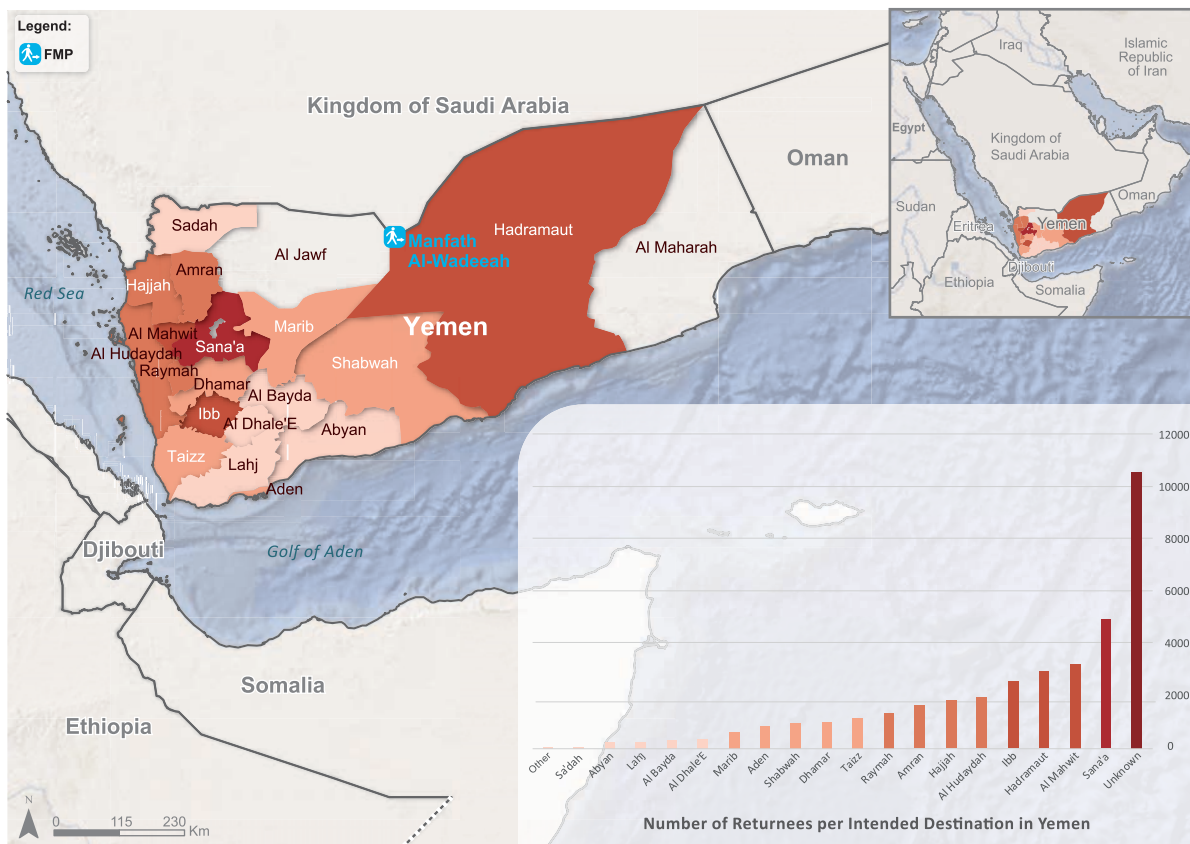 Legend:
FMP
Kingdom of Saudi Arabia
Oman
Sadah
Al Jawf
Hadramaut
Al Maharah
Manfath
Al-Wadeeah
Amran
Hajjah
Red Sea
Marib
Yemen
Al Mahwit
Sana'a
Al Hudaydah
Raymah
Shabwah
Dhamar
Al Bayda
Ibb
Al Dhale'E
Abyan
Taizz
Lahj
Aden
Djibouti
Golf of Aden
Somalia
Ethiopia
N
0 115 230
Km
Iraq
Islamic
Republic
of Iran
Egypt
Kingdom of
Saudi Arabia
Oman
Sudan
Eritrea
Yemen
Djibouti
Ethiopia
Somalia
12000
10000
8000
6000
4000
2000
0
Other
Sa'dah
Abyan
Lahj
Al Bayda
Al Dhale'E
Marib
Aden
Shabwah
Dhamar
Taizz
Raymah
Amran
Hajjah
Al Hudaydah
Ibb
Hadramaut
Al Mahwit
Sana'a
Unknown
Number of Returnees per Intended Destination in Yemen